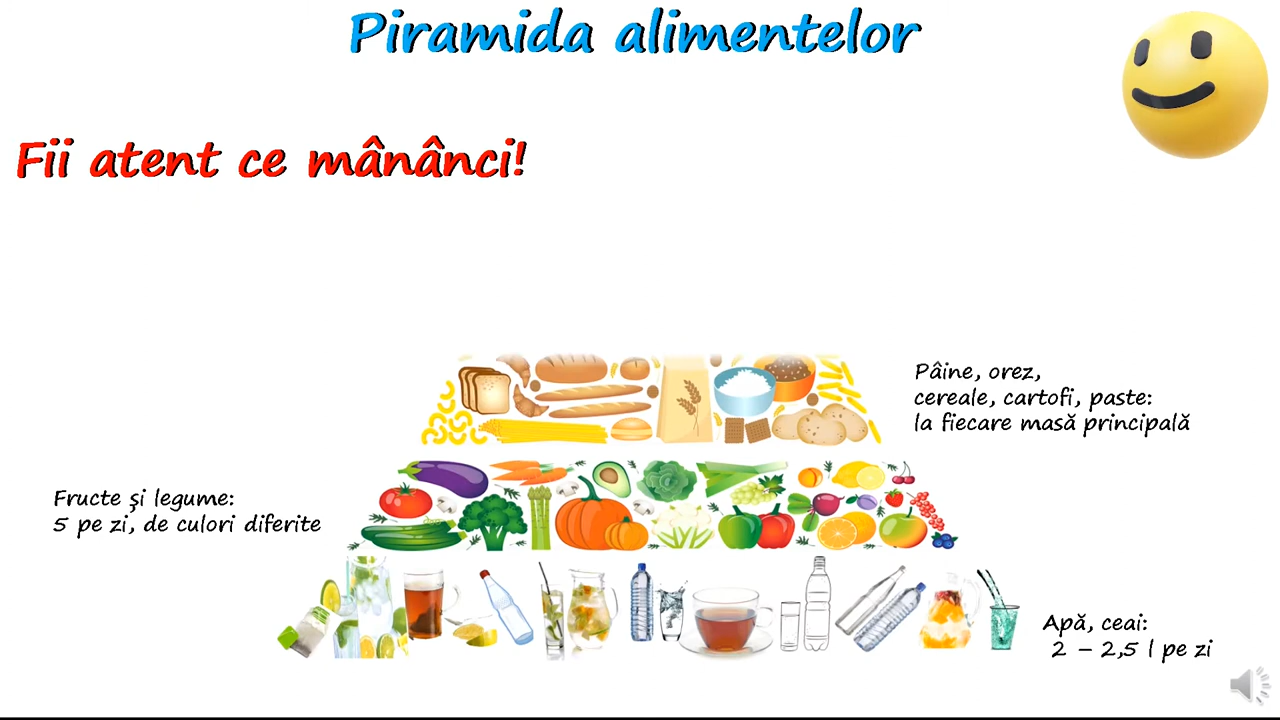 Piramida alimentelor
Fii atent ce mânânci!
Pâine, orez,
cereale, cartofi, paste:
la fiecare masă principală
Fructe şi legume:
5 pe zi, de culori diferite
Apă, ceai:
2 – 2,5 l pe zi